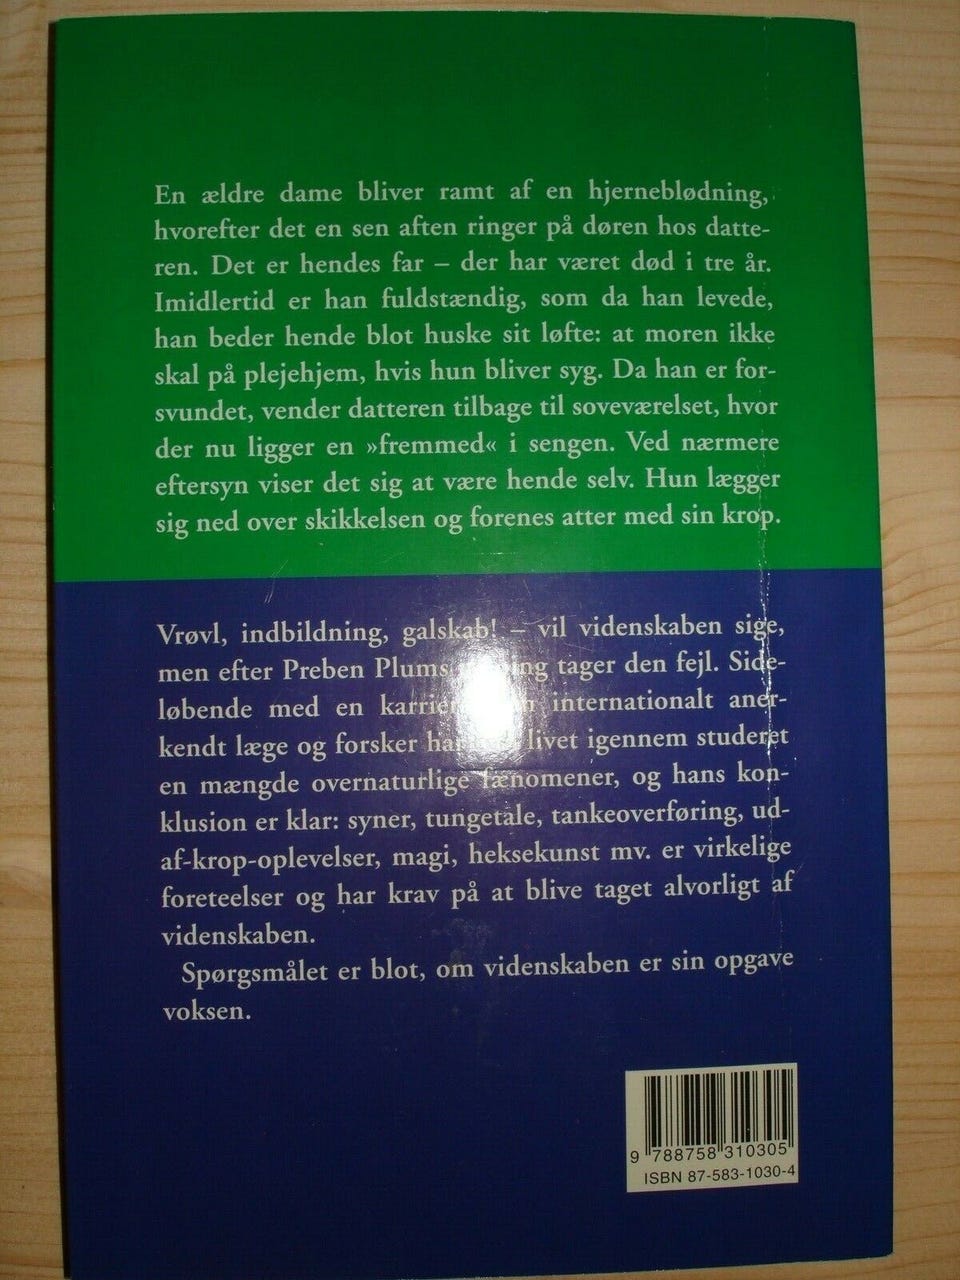 En ældre dame bliver ramt af en hjerneblødning,
hvorefter det en sen aften ringer på døren hos datte-
ren. Det er hendes far – der har været død i tre år.
Imidlertid er han fuldstændig, som da han levede,
han beder hende blot huske sit løfte: at moren ikke
skal på plejehjem, hvis hun bliver syg. Da han er for-
svundet, vender datteren tilbage til soveværelset, hvor
der nu ligger en »fremmed« i sengen. Ved nærmere
eftersyn viser det sig at være hende selv. Hun lægger
sig ned over skikkelsen og forenes atter med sin krop.
Vrøvl, indbildning, galskab! – vil videnskaben sige,
men efter Preben Plums tager den fejl. Side-
løbende med en internationalt aner-
kendt læge og forsker livet igennem studeret
en mængde overnaturlige fænomener, og hans kon-
klusion er klar: syner, tungetale, tankeoverføring, ud-
af-krop-oplevelser, magi, heksekunst mv. er virkelige
foreteelser og har krav på at blive taget alvorligt af
videnskaben.
Spørgsmålet er blot, om videnskaben er sin opgave
voksen.
9 788758 310305
ISBN 87-583-1030-4